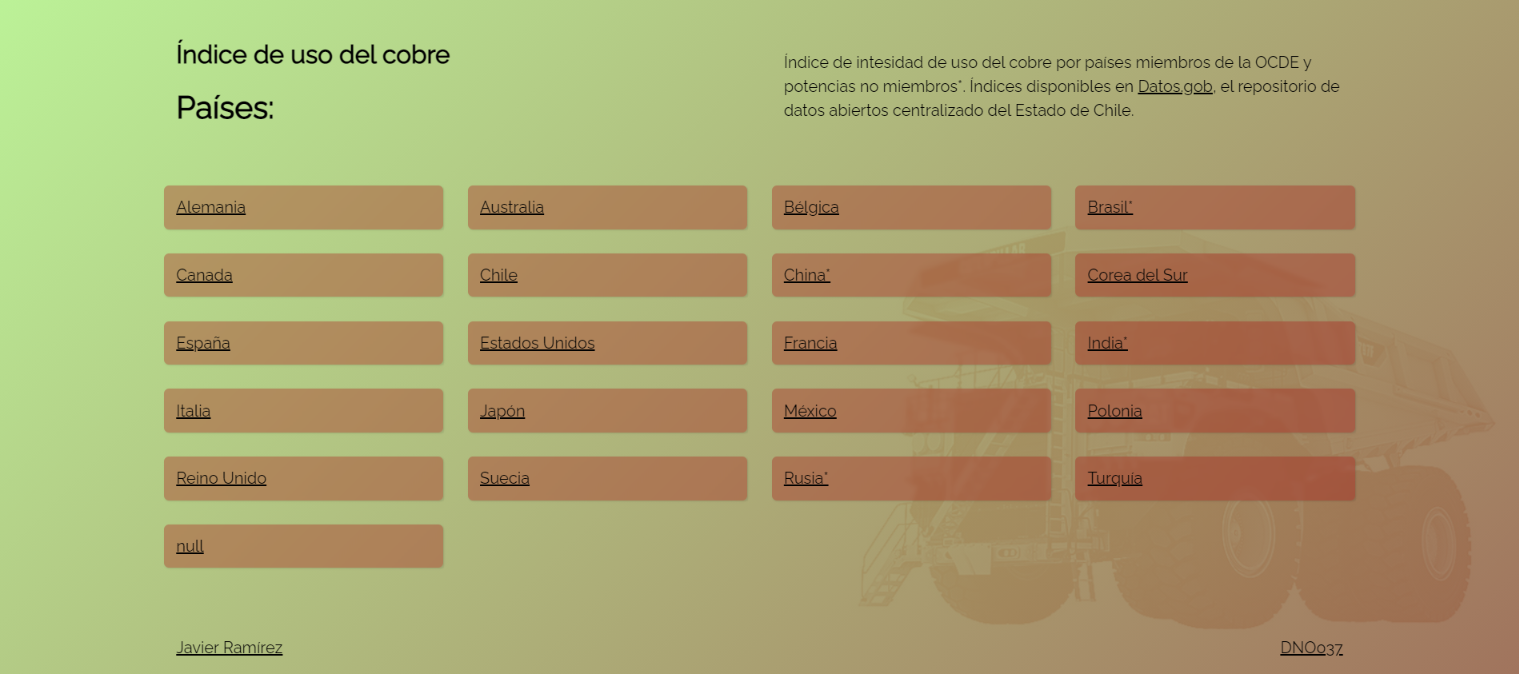 Índice de uso del cobre
Países:
Índice de intesidad de uso del cobre por países miembros de la OCDE y
potencias no miembros*. Índices disponibles en Datos.gob, el repositorio de
datos abiertos centralizado del Estado de Chile.
Alemania
Australia
Bélgica
Brasil*
Canada
Chile
China*
Corea del Sur
España
Estados Unidos
Francia
India*
Italia
Japón
México
Polonia
Reino Unido
Suecia
Rusia*
Turquía
null
Javier Ramírez
DNO037